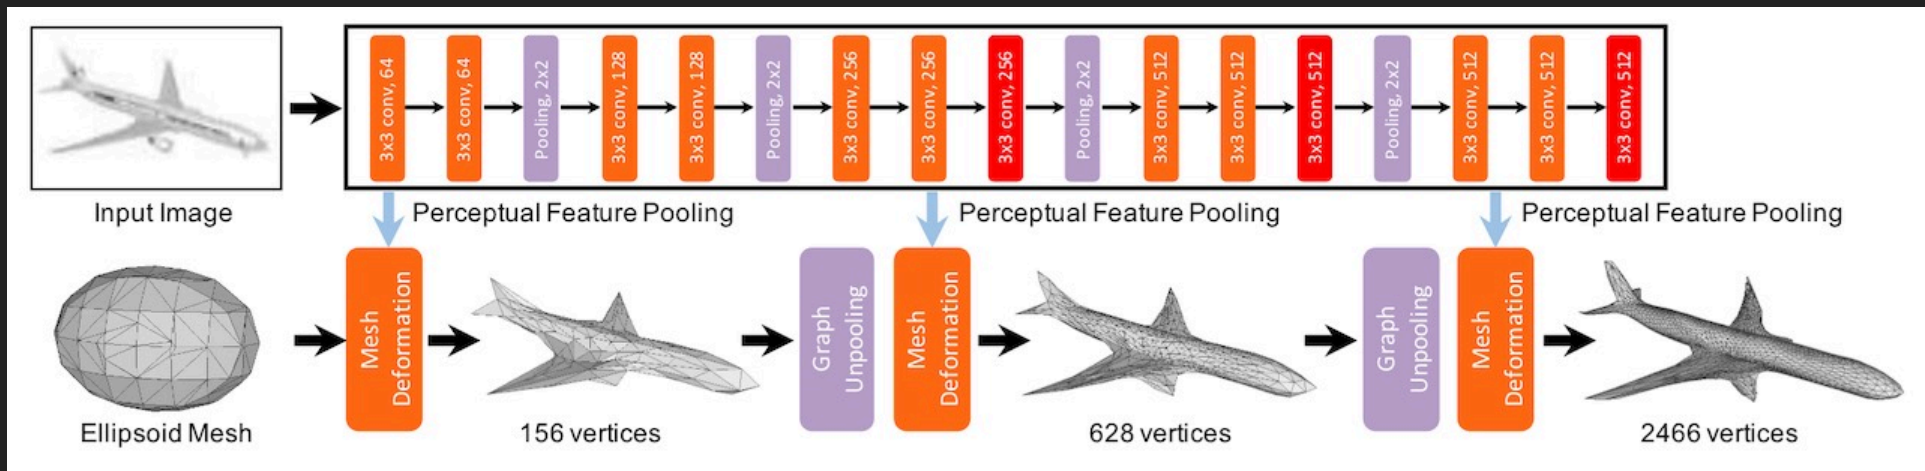 3x3 conv, 64
3x3 conv, 64
Pooling, 2x2
3x3 conv, 128
3x3 conv, 128
Pooling, 2x2
3x3 conv, 256
3x3 conv, 256
3x3 conv, 256
Pooling, 2x2
3x3 conv, 512
3x3 conv, 512
3x3 conv, 512
Pooling, 2x2
3x3 conv, 512
3x3 conv, 512
3x3 conv, 512
Input Image
Perceptual Feature Pooling
Perceptual Feature Pooling
Perceptual Feature Pooling
Mesh
Deformation
Graph
Unpooling
Mesh
Deformation
Graph
Unpooling
Mesh
Deformation
Ellipsoid Mesh
156 vertices
628 vertices
2466 vertices